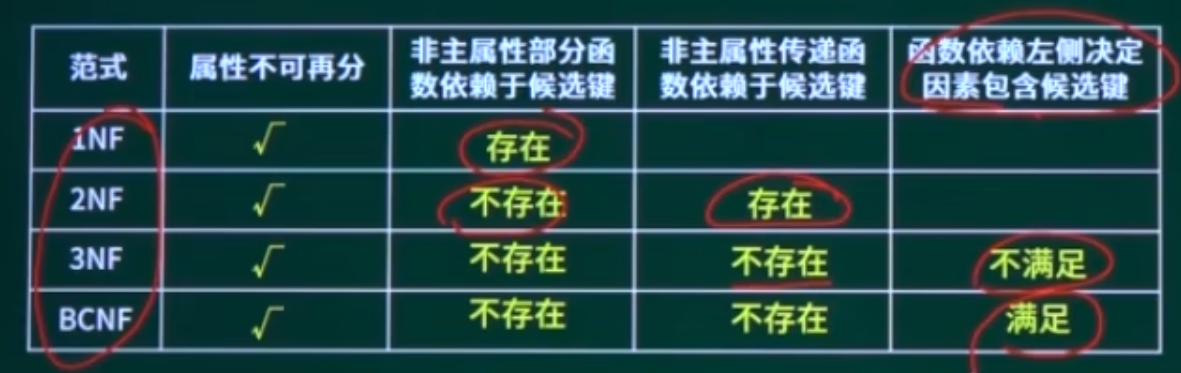 范式
属性不可再分
非主属性部分函
数依赖于候选键
非主属性传递函
数依赖于候选键
函数依赖左侧决定
因素包含候选键
1NF
√
存在
2NF
√
不存在
存在
3NF
√
不存在
不存在
不满足
BCNF
√
不存在
不存在
满足